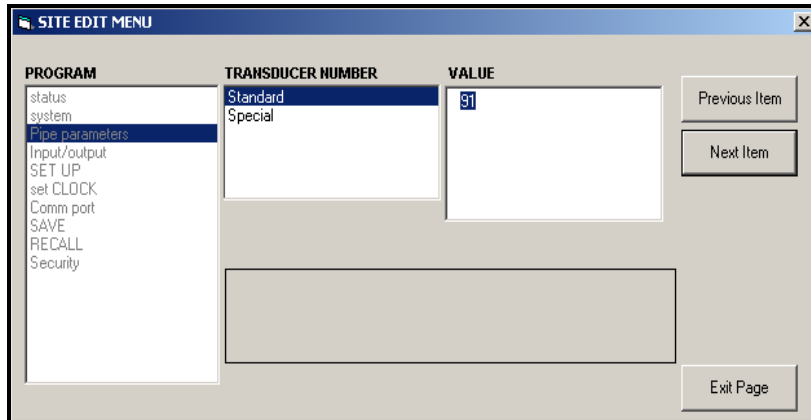 SITE EDIT MENU
PROGRAM
status
system
Pipe parameters
Input/output
SET UP
set CLOCK
Comm port
SAVE
RECALL
Security
TRANSDUCER NUMBER
Standard
Special
VALUE
91
Previous Item
Next Item
Exit Page